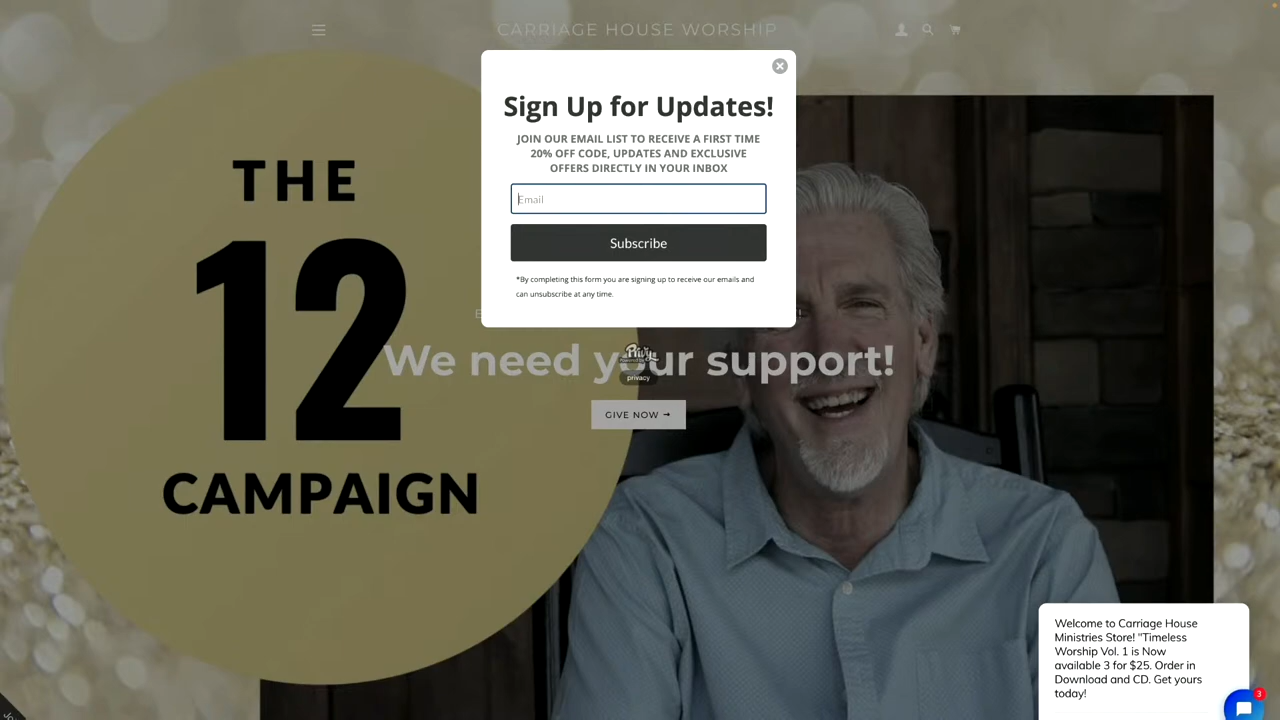 CARRIAGE HOUSE WORSHIP
Sign Up for Updates!
JOIN OUR EMAIL LIST TO RECEIVE A FIRST TIME
20% OFF CODE, UPDATES AND EXCLUSIVE
OFFERS DIRECTLY IN YOUR INBOX
Email
Subscribe
*By completing this form you are signing up to receive our emails and
can unsubscribe at any time.
THE
12
CAMPAIGN
We need your support!
Powered by
Privy
privacy
GIVE NOW →
Welcome to Carriage House
Ministries Store! "Timeless
Worship Vol. 1 is Now
available 3 for $25. Order in
Download and CD. Get yours
today!
3